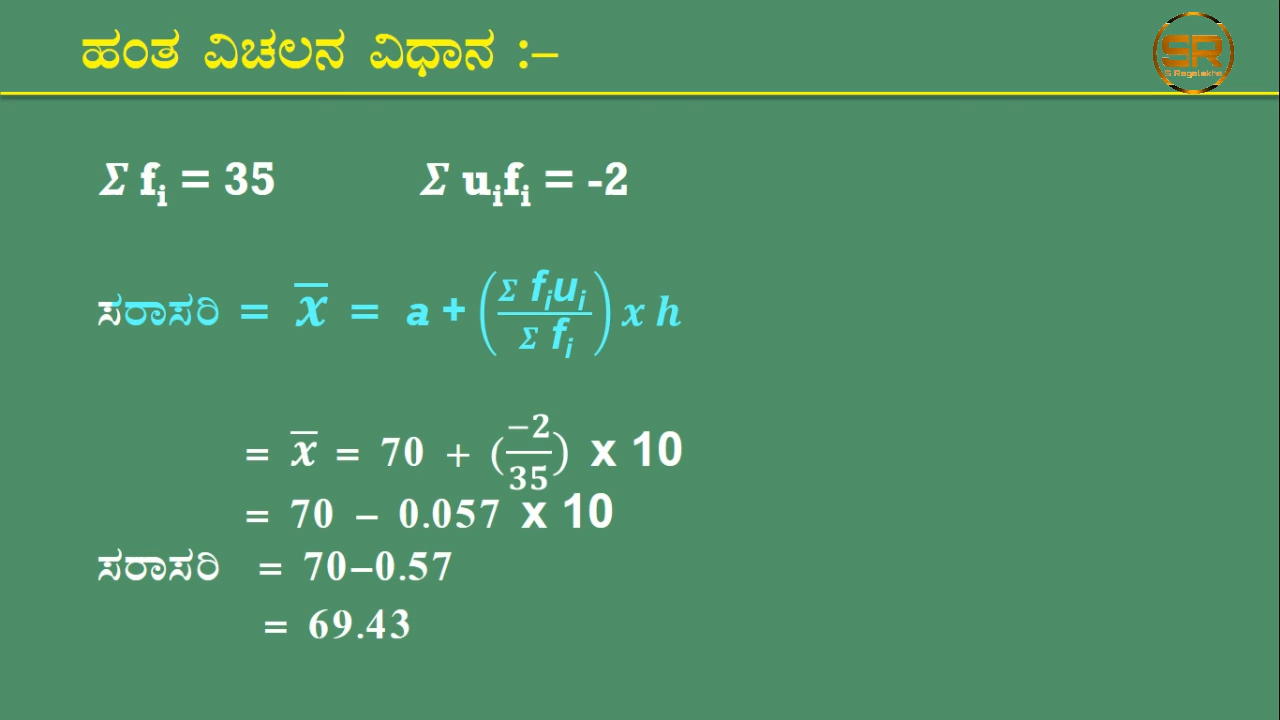 ಹಂತ ವಿಚಲನ ವಿಧಾನ :–
SR
S Ragalekha
Σ fᵢ = 35 Σ uᵢfᵢ = -2
ಸರಾಸರಿ = x̅ = a + (Σ fᵢuᵢ / Σ fᵢ) x h
= x̅ = 70 + (−2/35) x 10
= 70 − 0.057 x 10
ಸರಾಸರಿ = 70−0.57
= 69.43